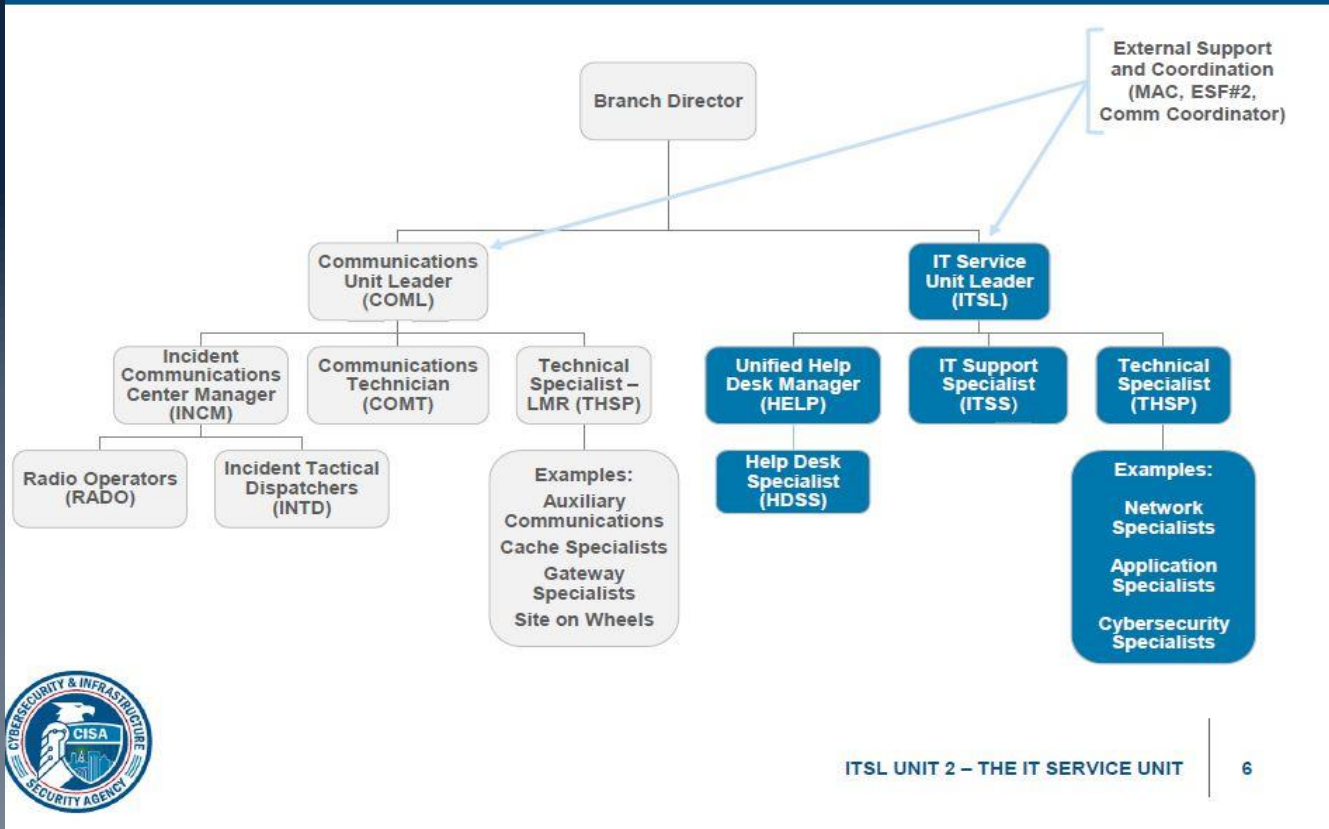 External Support
and Coordination
(MAC, ESF#2,
Comm Coordinator)
Branch Director
Communications
Unit Leader
(COML)
IT Service
Unit Leader
(ITSL)
Incident
Communications
Center Manager
(INCM)
Communications
Technician
(COMT)
Technical
Specialist –
LMR (THSP)
Unified Help
Desk Manager
(HELP)
IT Support
Specialist
(ITSS)
Technical
Specialist
(THSP)
Radio Operators
(RADO)
Incident Tactical
Dispatchers
(INTD)
Examples:
Auxiliary
Communications
Cache Specialists
Gateway
Specialists
Site on Wheels
Help Desk
Specialist
(HDSS)
Examples:
Network
Specialists
Application
Specialists
Cybersecurity
Specialists
CYBERSECURITY & INFRASTRUCTURE
SECURITY AGENCY
CISA
ITSL UNIT 2 – THE IT SERVICE UNIT
6